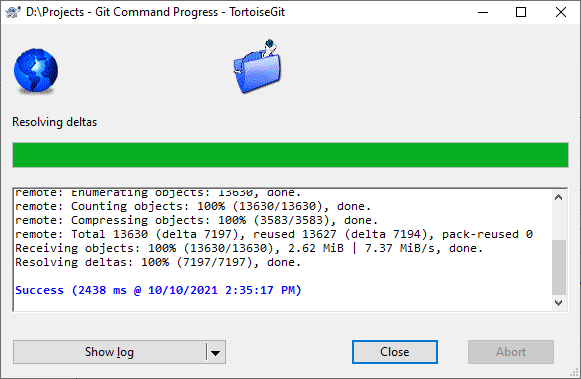 D:\Projects - Git Command Progress - TortoiseGit
Resolving deltas
remote: Enumerating objects: 13630, done.
remote: Counting objects: 100% (13630/13630), done.
remote: Compressing objects: 100% (3583/3583), done.
remote: Total 13630 (delta 7197), reused 13627 (delta 7194), pack-reused 0
Receiving objects: 100% (13630/13630), 2.62 MiB | 7.37 MiB/s, done.
Resolving deltas: 100% (7197/7197), done.
Success (2438 ms @ 10/10/2021 2:35:17 PM)
Show log
Close
Abort